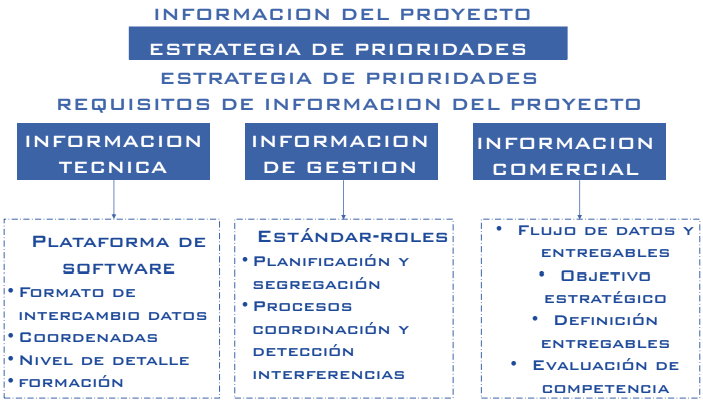 INFORMACION DEL PROYECTO
ESTRATEGIA DE PRIORIDADES
ESTRATEGIA DE PRIORIDADES
REQUISITOS DE INFORMACION DEL PROYECTO
INFORMACION
TECNICA
INFORMACION
DE GESTION
INFORMACION
COMERCIAL
PLATAFORMA DE
SOFTWARE
• FORMATO DE
INTERCAMBIO DATOS
• COORDENADAS
• NIVEL DE DETALLE
• FORMACIÓN
ESTÁNDAR-ROLES
• PLANIFICACIÓN Y
SEGREGACIÓN
• PROCESOS
COORDINACIÓN Y
DETECCIÓN
INTERFERENCIAS
• FLUJO DE DATOS Y
ENTREGABLES
• OBJETIVO
ESTRATÉGICO
• DEFINICIÓN
ENTREGABLES
• EVALUACIÓN DE
COMPETENCIA